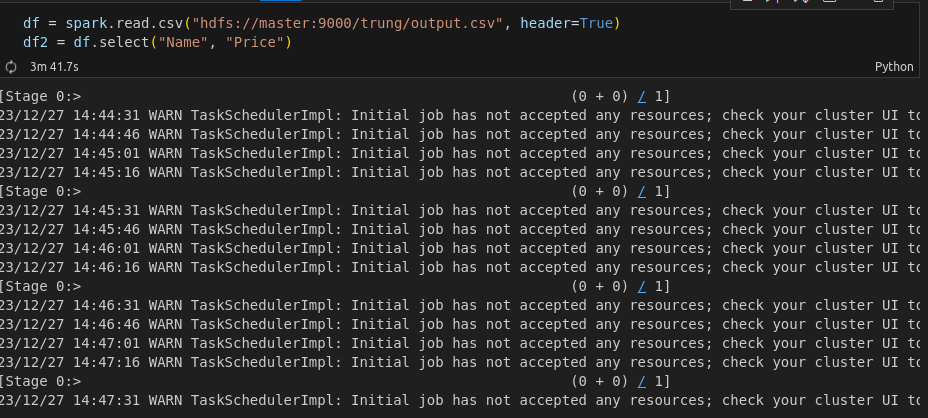 df = spark.read.csv("hdfs://master:9000/trung/output.csv", header=True)
df2 = df.select("Name", "Price")
3m 41.7s Python
[Stage 0:> (0 + 0) / 1]
23/12/27 14:44:31 WARN TaskSchedulerImpl: Initial job has not accepted any resources; check your cluster UI to
23/12/27 14:44:46 WARN TaskSchedulerImpl: Initial job has not accepted any resources; check your cluster UI to
23/12/27 14:45:01 WARN TaskSchedulerImpl: Initial job has not accepted any resources; check your cluster UI to
23/12/27 14:45:16 WARN TaskSchedulerImpl: Initial job has not accepted any resources; check your cluster UI to
[Stage 0:> (0 + 0) / 1]
23/12/27 14:45:31 WARN TaskSchedulerImpl: Initial job has not accepted any resources; check your cluster UI to
23/12/27 14:45:46 WARN TaskSchedulerImpl: Initial job has not accepted any resources; check your cluster UI to
23/12/27 14:46:01 WARN TaskSchedulerImpl: Initial job has not accepted any resources; check your cluster UI to
23/12/27 14:46:16 WARN TaskSchedulerImpl: Initial job has not accepted any resources; check your cluster UI to
[Stage 0:> (0 + 0) / 1]
23/12/27 14:46:31 WARN TaskSchedulerImpl: Initial job has not accepted any resources; check your cluster UI to
23/12/27 14:46:46 WARN TaskSchedulerImpl: Initial job has not accepted any resources; check your cluster UI to
23/12/27 14:47:01 WARN TaskSchedulerImpl: Initial job has not accepted any resources; check your cluster UI to
23/12/27 14:47:16 WARN TaskSchedulerImpl: Initial job has not accepted any resources; check your cluster UI to
[Stage 0:> (0 + 0) / 1]
23/12/27 14:47:31 WARN TaskSchedulerImpl: Initial job has not accepted any resources; check your cluster UI to